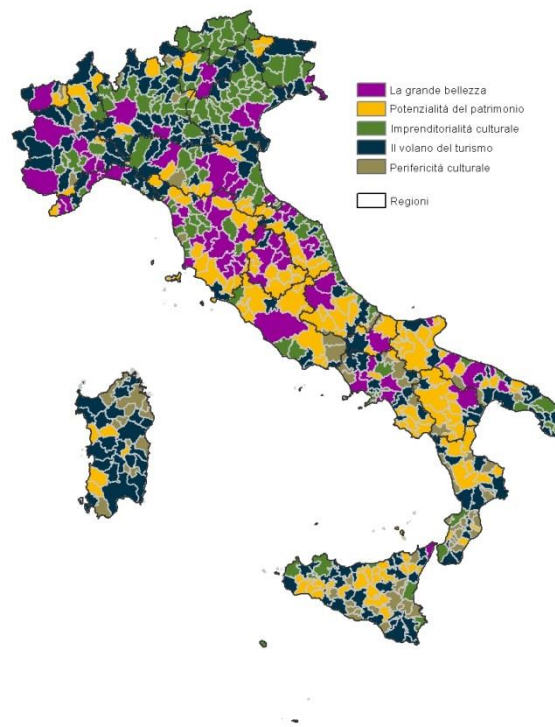 La grande bellezza
Potenzialità del patrimonio
Imprenditorialità culturale
Il volano del turismo
Perifericità culturale
Regioni